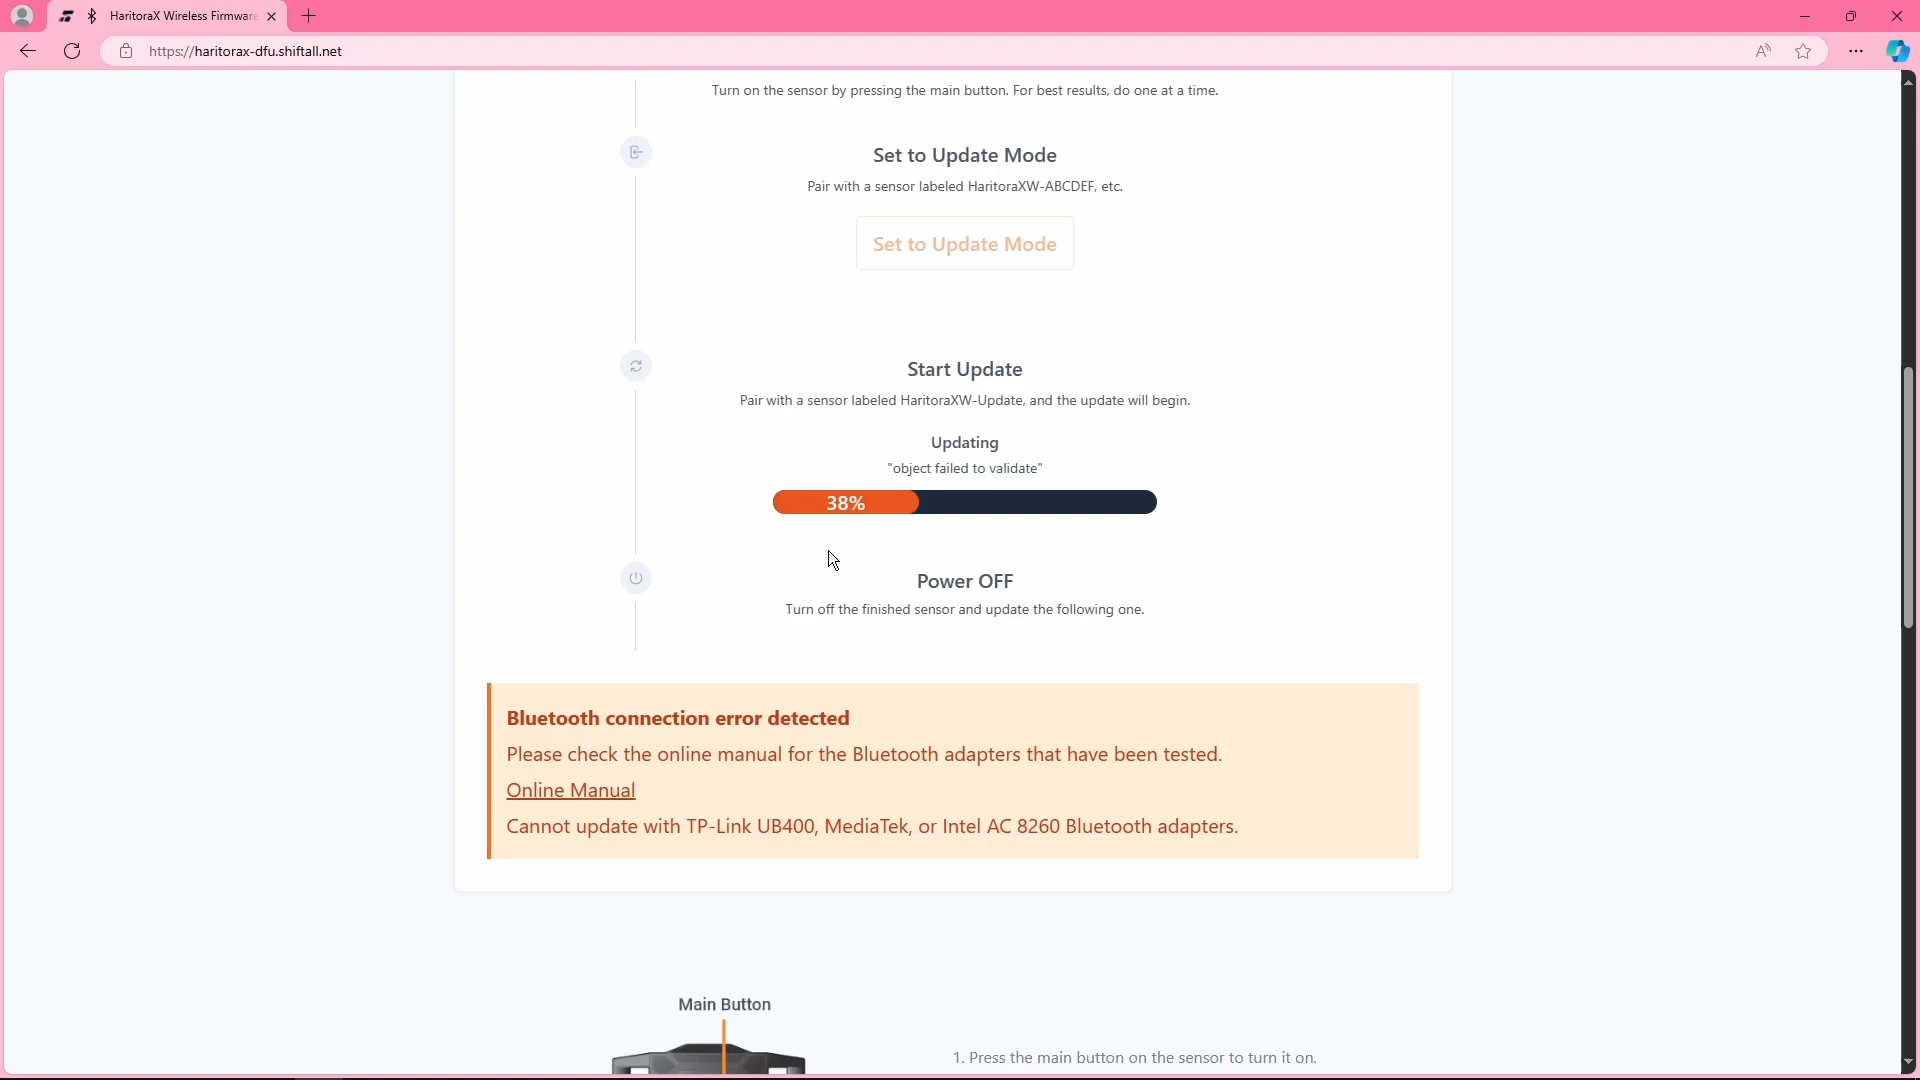 HaritoraX Wireless Firmware
https://haritorax-dfu.shiftall.net
Turn on the sensor by pressing the main button. For best results, do one at a time.
Set to Update Mode
Pair with a sensor labeled HaritoraXW-ABCDEF, etc.
Set to Update Mode
Start Update
Pair with a sensor labeled HaritoraXW-Update, and the update will begin.
Updating
"object failed to validate"
38%
Power OFF
Turn off the finished sensor and update the following one.
Bluetooth connection error detected
Please check the online manual for the Bluetooth adapters that have been tested.
Online Manual
Cannot update with TP-Link UB400, MediaTek, or Intel AC 8260 Bluetooth adapters.
Main Button
1. Press the main button on the sensor to turn it on.